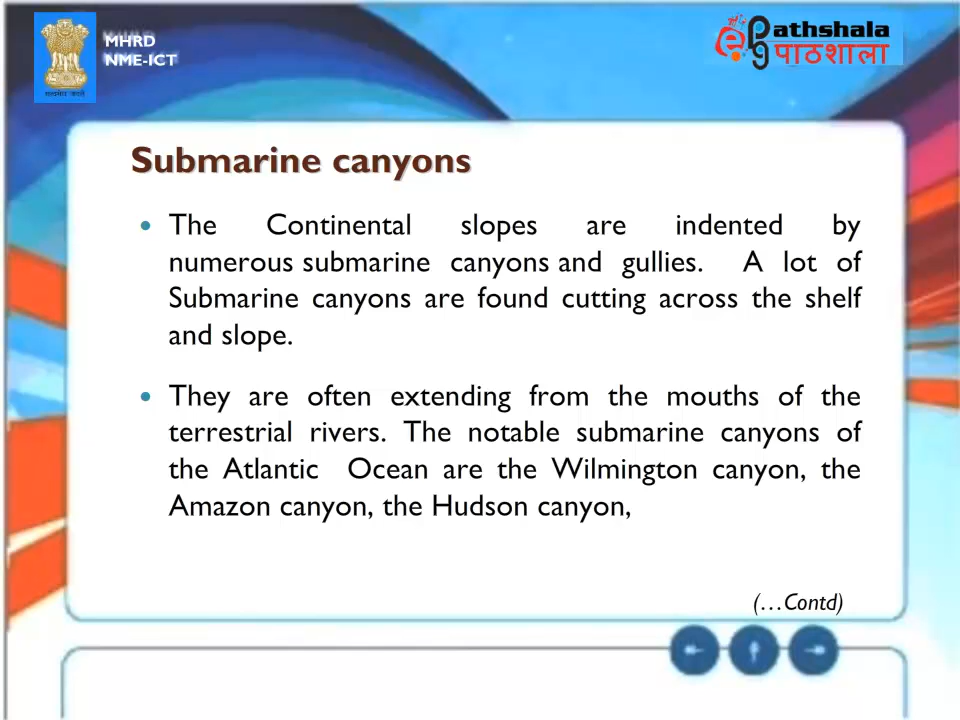 MHRD
NME-ICT
athshala
पाठशाला
Submarine canyons
• The Continental slopes are indented by
numerous submarine canyons and gullies. A lot of
Submarine canyons are found cutting across the shelf
and slope.
• They are often extending from the mouths of the
terrestrial rivers. The notable submarine canyons of
the Atlantic Ocean are the Wilmington canyon, the
Amazon canyon, the Hudson canyon,
(…Contd)